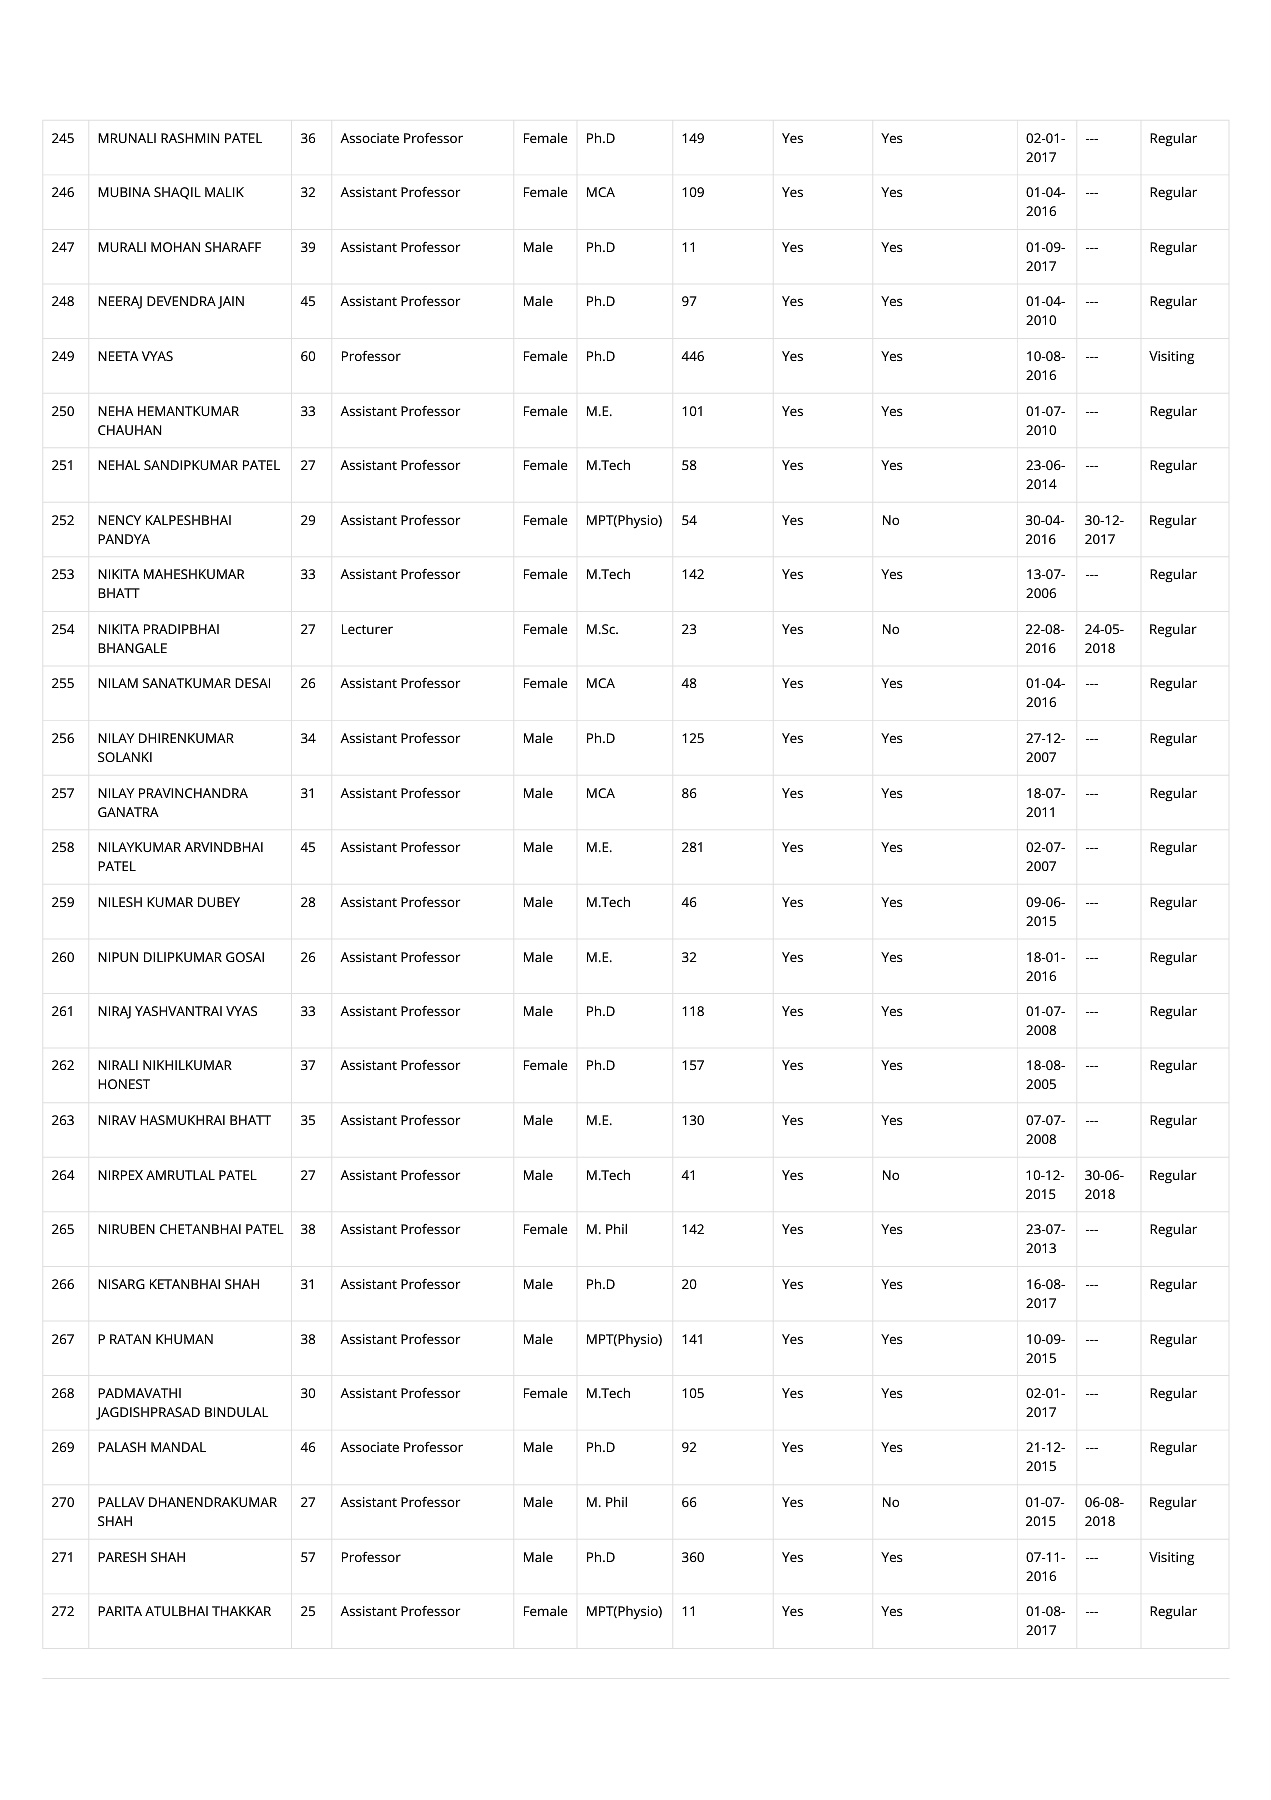 245 MRUNALI RASHMIN PATEL 36 Associate Professor Female Ph.D 149 Yes Yes 02-01- --- Regular
2017
246 MUBINA SHAQIL MALIK 32 Assistant Professor Female MCA 109 Yes Yes 01-04- --- Regular
2016
247 MURALI MOHAN SHARAFF 39 Assistant Professor Male Ph.D 11 Yes Yes 01-09- --- Regular
2017
248 NEERAJ DEVENDRA JAIN 45 Assistant Professor Male Ph.D 97 Yes Yes 01-04- --- Regular
2010
249 NEETA VYAS 60 Professor Female Ph.D 446 Yes Yes 10-08- --- Visiting
2016
250 NEHA HEMANTKUMAR 33 Assistant Professor Female M.E. 101 Yes Yes 01-07- --- Regular
CHAUHAN 2010
251 NEHAL SANDIPKUMAR PATEL 27 Assistant Professor Female M.Tech 58 Yes Yes 23-06- --- Regular
2014
252 NENCY KALPESHBHAI 29 Assistant Professor Female MPT(Physio) 54 Yes No 30-04- 30-12- Regular
PANDYA 2016 2017
253 NIKITA MAHESHKUMAR 33 Assistant Professor Female M.Tech 142 Yes Yes 13-07- --- Regular
BHATT 2006
254 NIKITA PRADIPBHAI 27 Lecturer Female M.Sc. 23 Yes No 22-08- 24-05- Regular
BHANGALE 2016 2018
255 NILAM SANATKUMAR DESAI 26 Assistant Professor Female MCA 48 Yes Yes 01-04- --- Regular
2016
256 NILAY DHIRENKUMAR 34 Assistant Professor Male Ph.D 125 Yes Yes 27-12- --- Regular
SOLANKI 2007
257 NILAY PRAVINCHANDRA 31 Assistant Professor Male MCA 86 Yes Yes 18-07- --- Regular
GANATRA 2011
258 NILAYKUMAR ARVINDBHAI 45 Assistant Professor Male M.E. 281 Yes Yes 02-07- --- Regular
PATEL 2007
259 NILESH KUMAR DUBEY 28 Assistant Professor Male M.Tech 46 Yes Yes 09-06- --- Regular
2015
260 NIPUN DILIPKUMAR GOSAI 26 Assistant Professor Male M.E. 32 Yes Yes 18-01- --- Regular
2016
261 NIRAJ YASHVANTRAI VYAS 33 Assistant Professor Male Ph.D 118 Yes Yes 01-07- --- Regular
2008
262 NIRALI NIKHILKUMAR 37 Assistant Professor Female Ph.D 157 Yes Yes 18-08- --- Regular
HONEST 2005
263 NIRAV HASMUKHRAI BHATT 35 Assistant Professor Male M.E. 130 Yes Yes 07-07- --- Regular
2008
264 NIRPEX AMRUTLAL PATEL 27 Assistant Professor Male M.Tech 41 Yes No 10-12- 30-06- Regular
2015 2018
265 NIRUBEN CHETANBHAI PATEL 38 Assistant Professor Female M. Phil 142 Yes Yes 23-07- --- Regular
2013
266 NISARG KETANBHAI SHAH 31 Assistant Professor Male Ph.D 20 Yes Yes 16-08- --- Regular
2017
267 P RATAN KHUMAN 38 Assistant Professor Male MPT(Physio) 141 Yes Yes 10-09- --- Regular
2015
268 PADMAVATHI 30 Assistant Professor Female M.Tech 105 Yes Yes 02-01- --- Regular
JAGDISHPRASAD BINDULAL 2017
269 PALASH MANDAL 46 Associate Professor Male Ph.D 92 Yes Yes 21-12- --- Regular
2015
270 PALLAV DHANENDRAKUMAR 27 Assistant Professor Male M. Phil 66 Yes No 01-07- 06-08- Regular
SHAH 2015 2018
271 PARESH SHAH 57 Professor Male Ph.D 360 Yes Yes 07-11- --- Visiting
2016
272 PARITA ATULBHAI THAKKAR 25 Assistant Professor Female MPT(Physio) 11 Yes Yes 01-08- --- Regular
2017